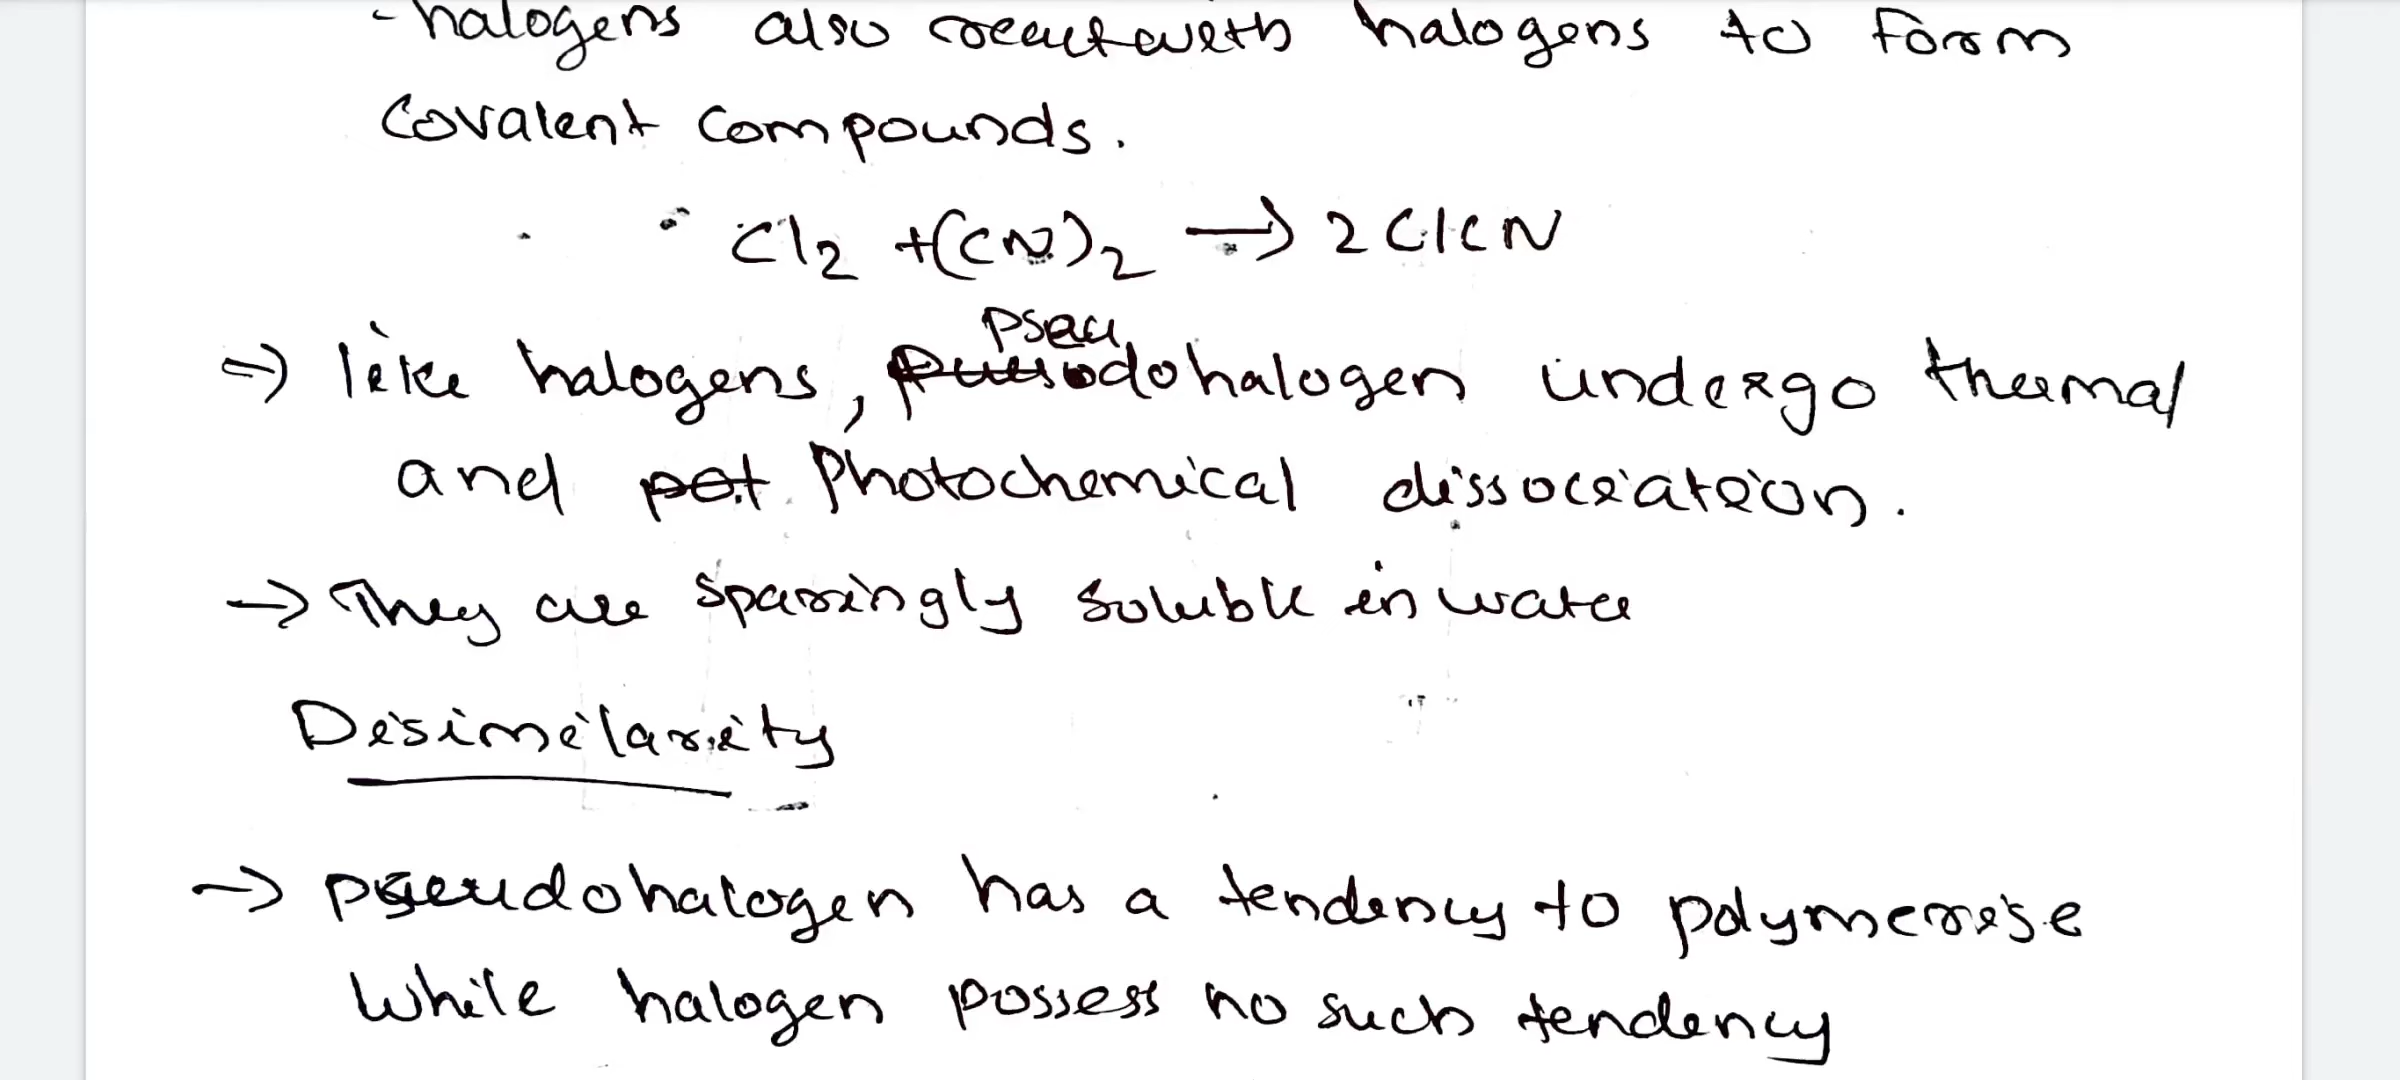 - halogens also react with halogens to form
Covalent compounds.
Cl2 + (CN)2 → 2ClCN
pseu
→ like halogens, dohalogen undergo thermal
and pot Photochemical dissociation.
→ They are sparingly soluble in water
Desimilarity
→ pseudohalogen has a tendency to polymerise
While halogen possess no such tendency